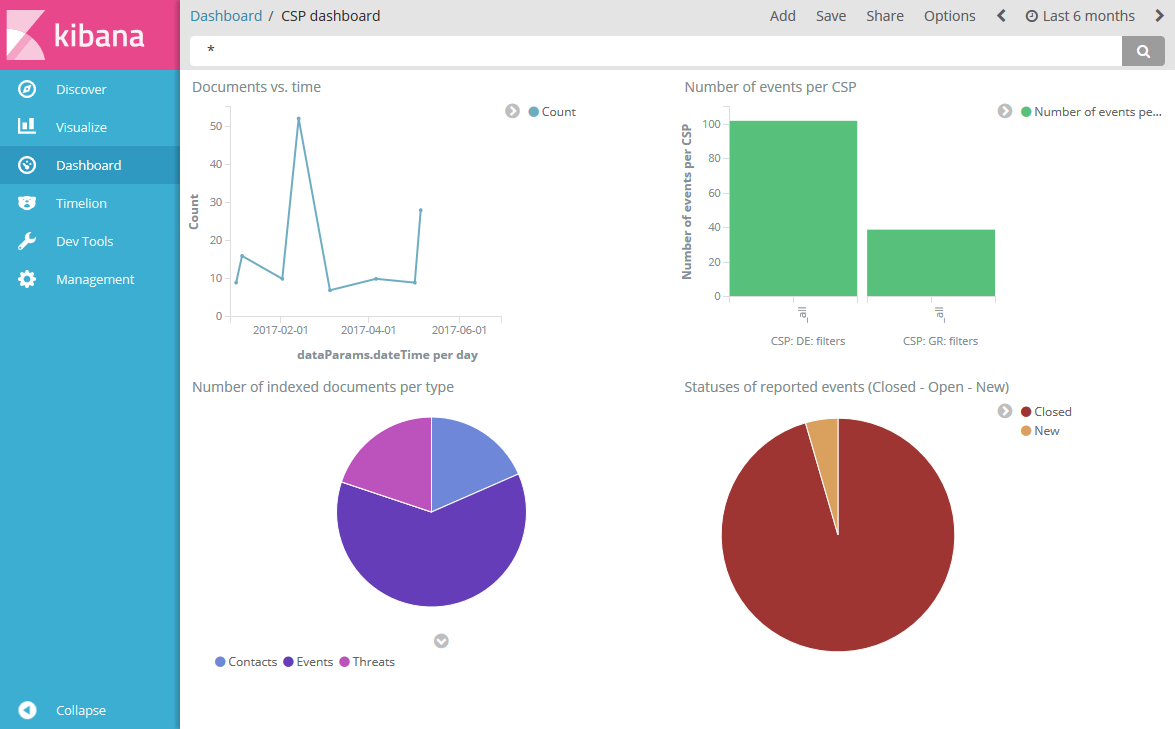 kibana
Dashboard / CSP dashboard
Add Save Share Options Last 6 months
*
Discover
Visualize
Dashboard
Timelion
Dev Tools
Management
Collapse
Documents vs. time
Count
50
40
30
20
10
0
Count
2017-02-01 2017-04-01 2017-06-01
dataParams.dateTime per day
Number of events per CSP
Number of events pe...
Number of events per CSP
100
80
60
40
20
0
_all _all
CSP: DE: filters CSP: GR: filters
Number of indexed documents per type
Contacts Events Threats
Statuses of reported events (Closed - Open - New)
Closed
New